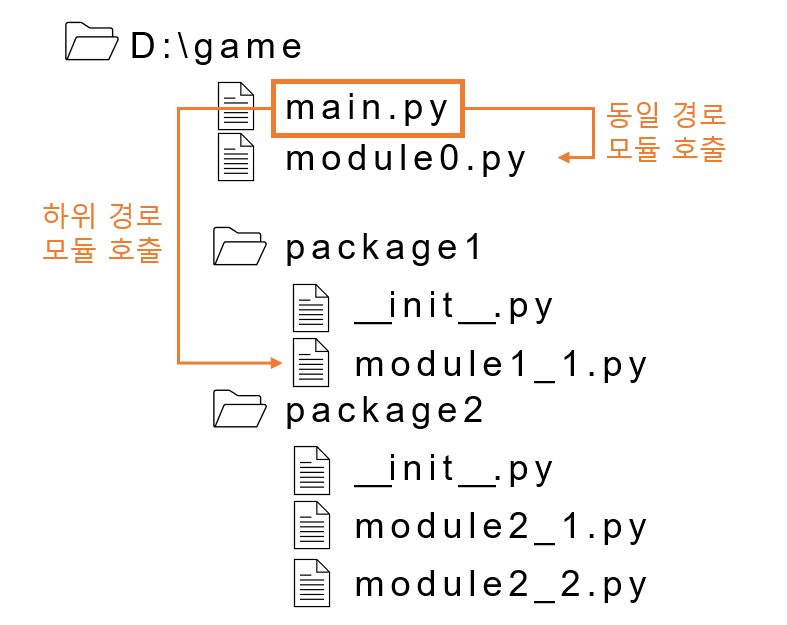 D:\game
main.py
동일 경로
모듈 호출
module0.py
하위 경로
모듈 호출
package1
__init__.py
module1_1.py
package2
__init__.py
module2_1.py
module2_2.py